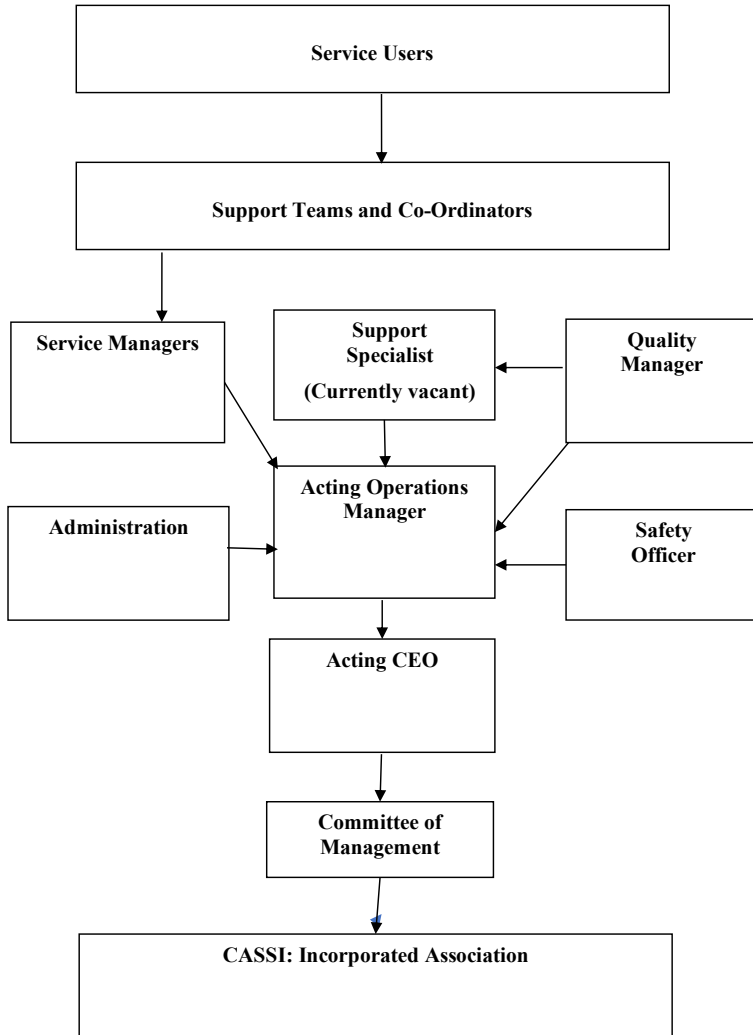 Service Users
Support Teams and Co-Ordinators
Service Managers
Support
Specialist
(Currently vacant)
Quality
Manager
Administration
Acting Operations
Manager
Safety
Officer
Acting CEO
Committee of
Management
CASSI: Incorporated Association